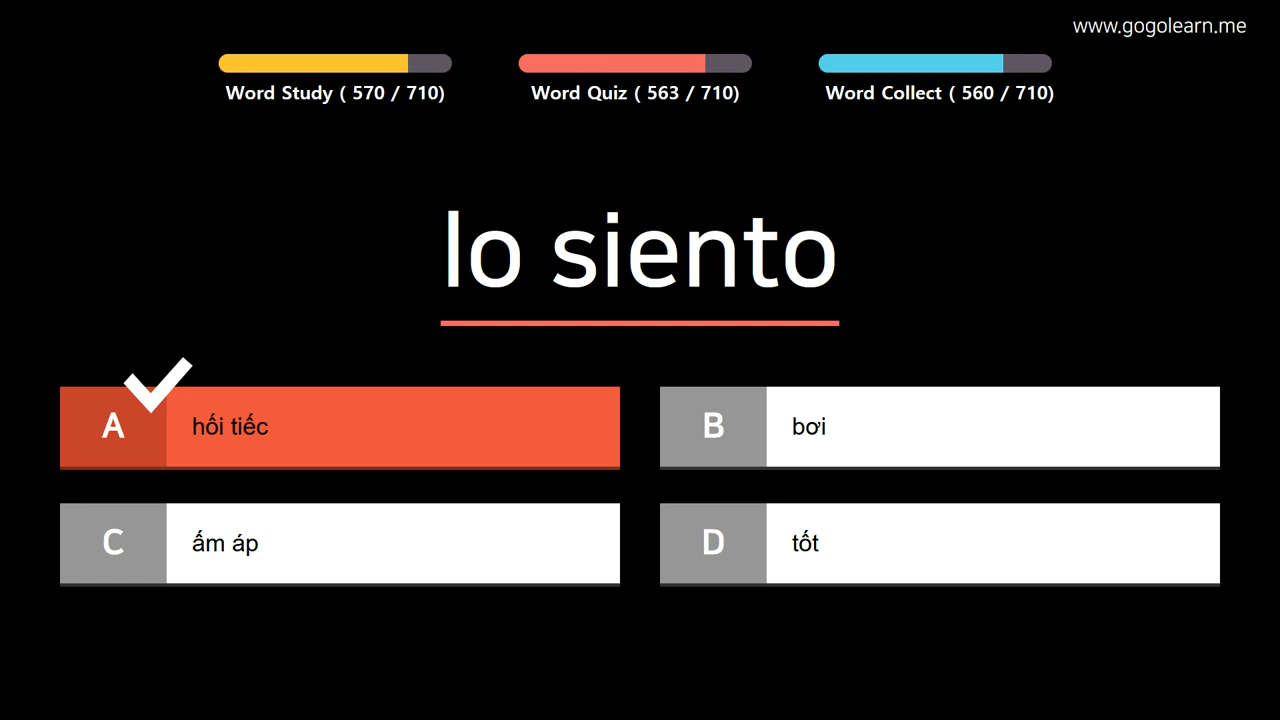 www.gogolearn.me
Word Study ( 570 / 710)
Word Quiz ( 563 / 710)
Word Collect ( 560 / 710)
lo siento
A hối tiếc
B bơi
C ấm áp
D tốt